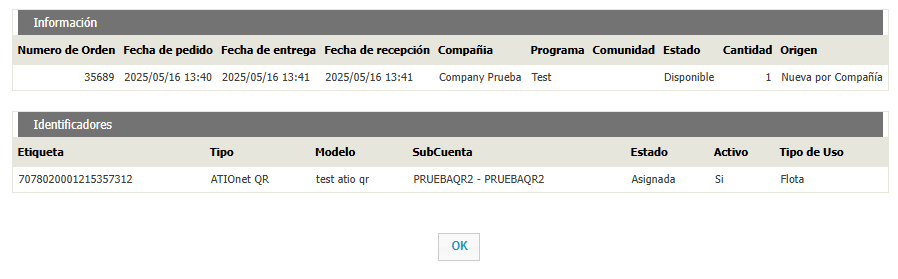 Información
Numero de Orden Fecha de pedido Fecha de entrega Fecha de recepción Compañia Programa Comunidad Estado Cantidad Origen
35689 2025/05/16 13:40 2025/05/16 13:41 2025/05/16 13:41 Company Prueba Test Disponible 1 Nueva por Compañía
Identificadores
Etiqueta Tipo Modelo SubCuenta Estado Activo Tipo de Uso
7078020001215357312 ATIOnet QR test atio qr PRUEBAQR2 - PRUEBAQR2 Asignada Si Flota
OK